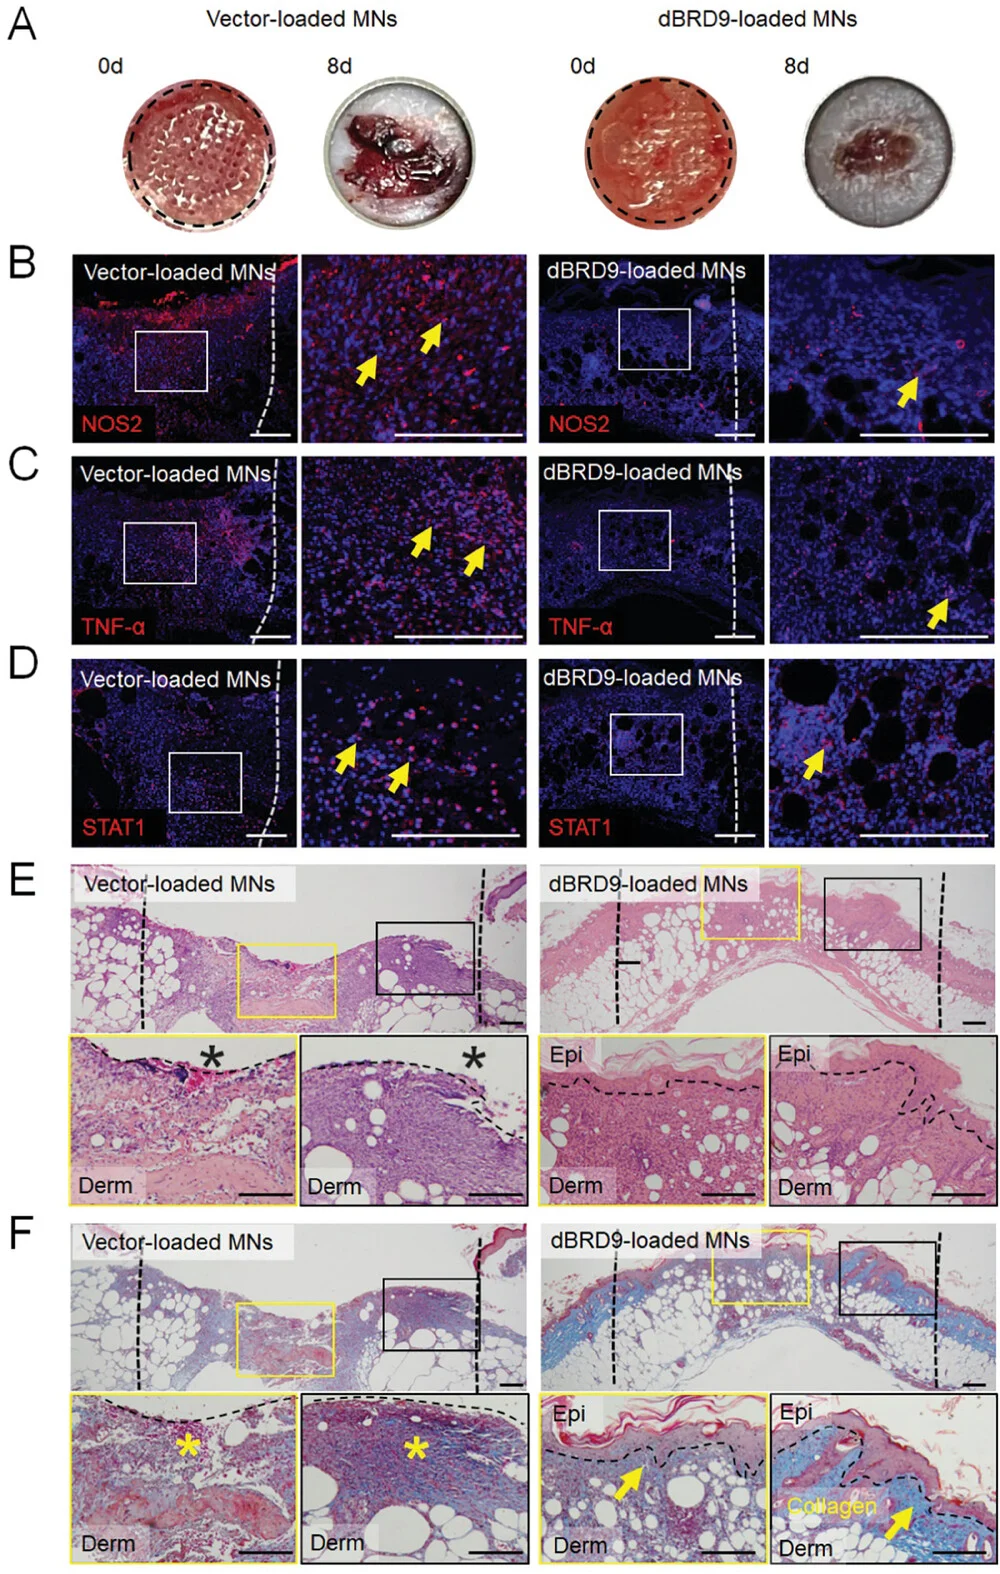 A
Vector-loaded MNs
dBRD9-loaded MNs
0d
8d
0d
8d
B
Vector-loaded MNs
dBRD9-loaded MNs
NOS2
NOS2
C
Vector-loaded MNs
dBRD9-loaded MNs
TNF-α
TNF-α
D
Vector-loaded MNs
dBRD9-loaded MNs
STAT1
STAT1
E
Vector-loaded MNs
dBRD9-loaded MNs
*
*
Epi
Epi
Derm
Derm
Derm
Derm
F
Vector-loaded MNs
dBRD9-loaded MNs
Epi
Epi
*
*
Collagen
Derm
Derm
Derm
Derm